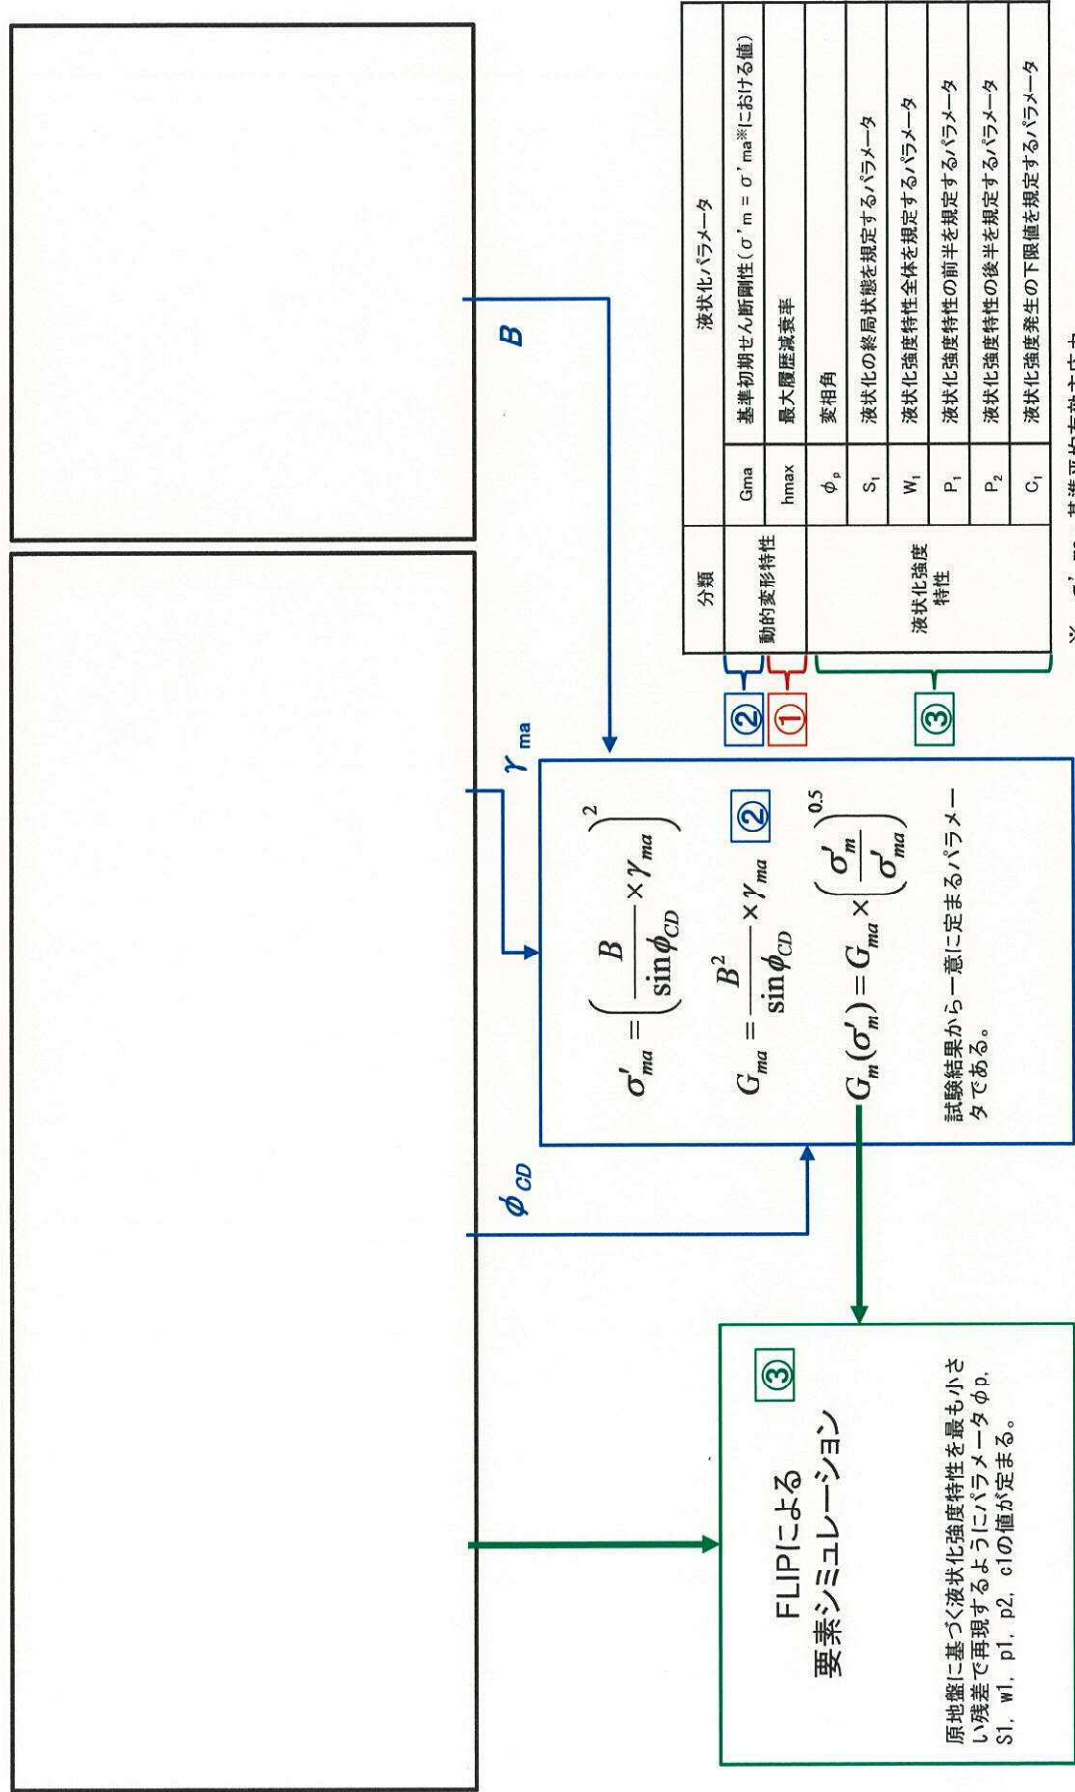 φCD
γma
B
σ'ma = ( B / sinφCD × γma )^2
Gma = B^2 / sinφCD × γma ②
G_m(σ'_m) = G_ma × ( σ'_m / σ'_ma )^0.5
試験結果から一意に定まるパラメー
タである。
③
FLIPによる
要素シミュレーション
原地盤に基づく液状化強度特性を最も小さ
い残差で再現するようにパラメータφp,
S1, w1, p1, p2, c1の値が定まる。
②
①
③
分類 液状化パラメータ
動的変形特性 Gma 基準初期せん断剛性(σ'm = σ'ma※における値)
hmax 最大履歴減衰率
液状化強度
特性
φp 変相角
S1 液状化の終局状態を規定するパラメータ
W1 液状化強度特性全体を規定するパラメータ
P1 液状化強度特性の前半を規定するパラメータ
P2 液状化強度特性の後半を規定するパラメータ
C1 液状化強度発生の下限値を規定するパラメータ